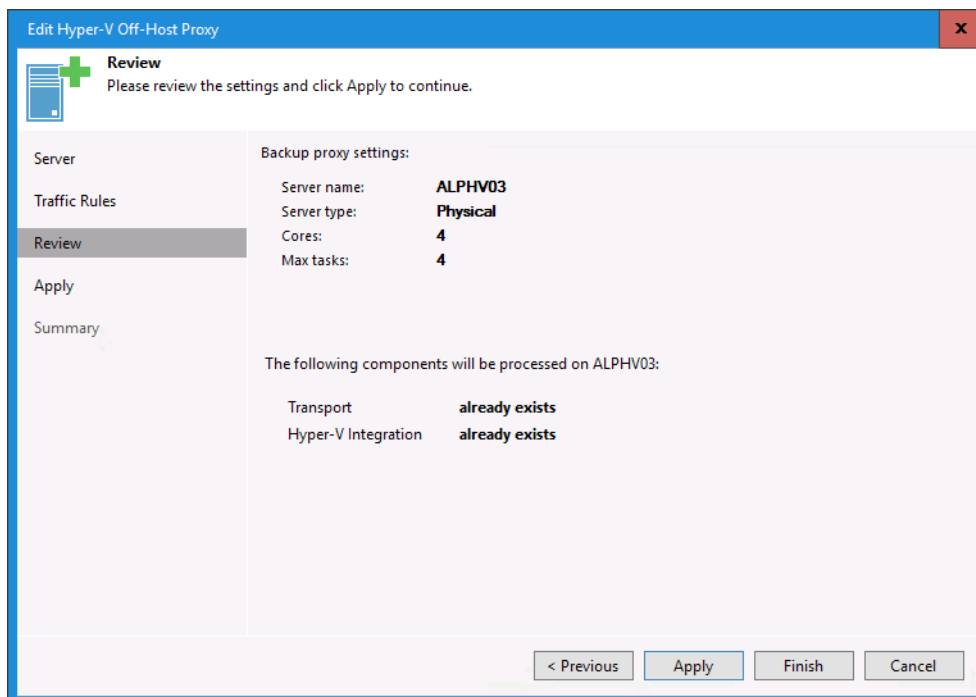 Edit Hyper-V Off-Host Proxy
x
Review
Please review the settings and click Apply to continue.
Server
Traffic Rules
Review
Apply
Summary
Backup proxy settings:
Server name: ALPHV03
Server type: Physical
Cores: 4
Max tasks: 4
The following components will be processed on ALPHV03:
Transport already exists
Hyper-V Integration already exists
< Previous Apply Finish Cancel